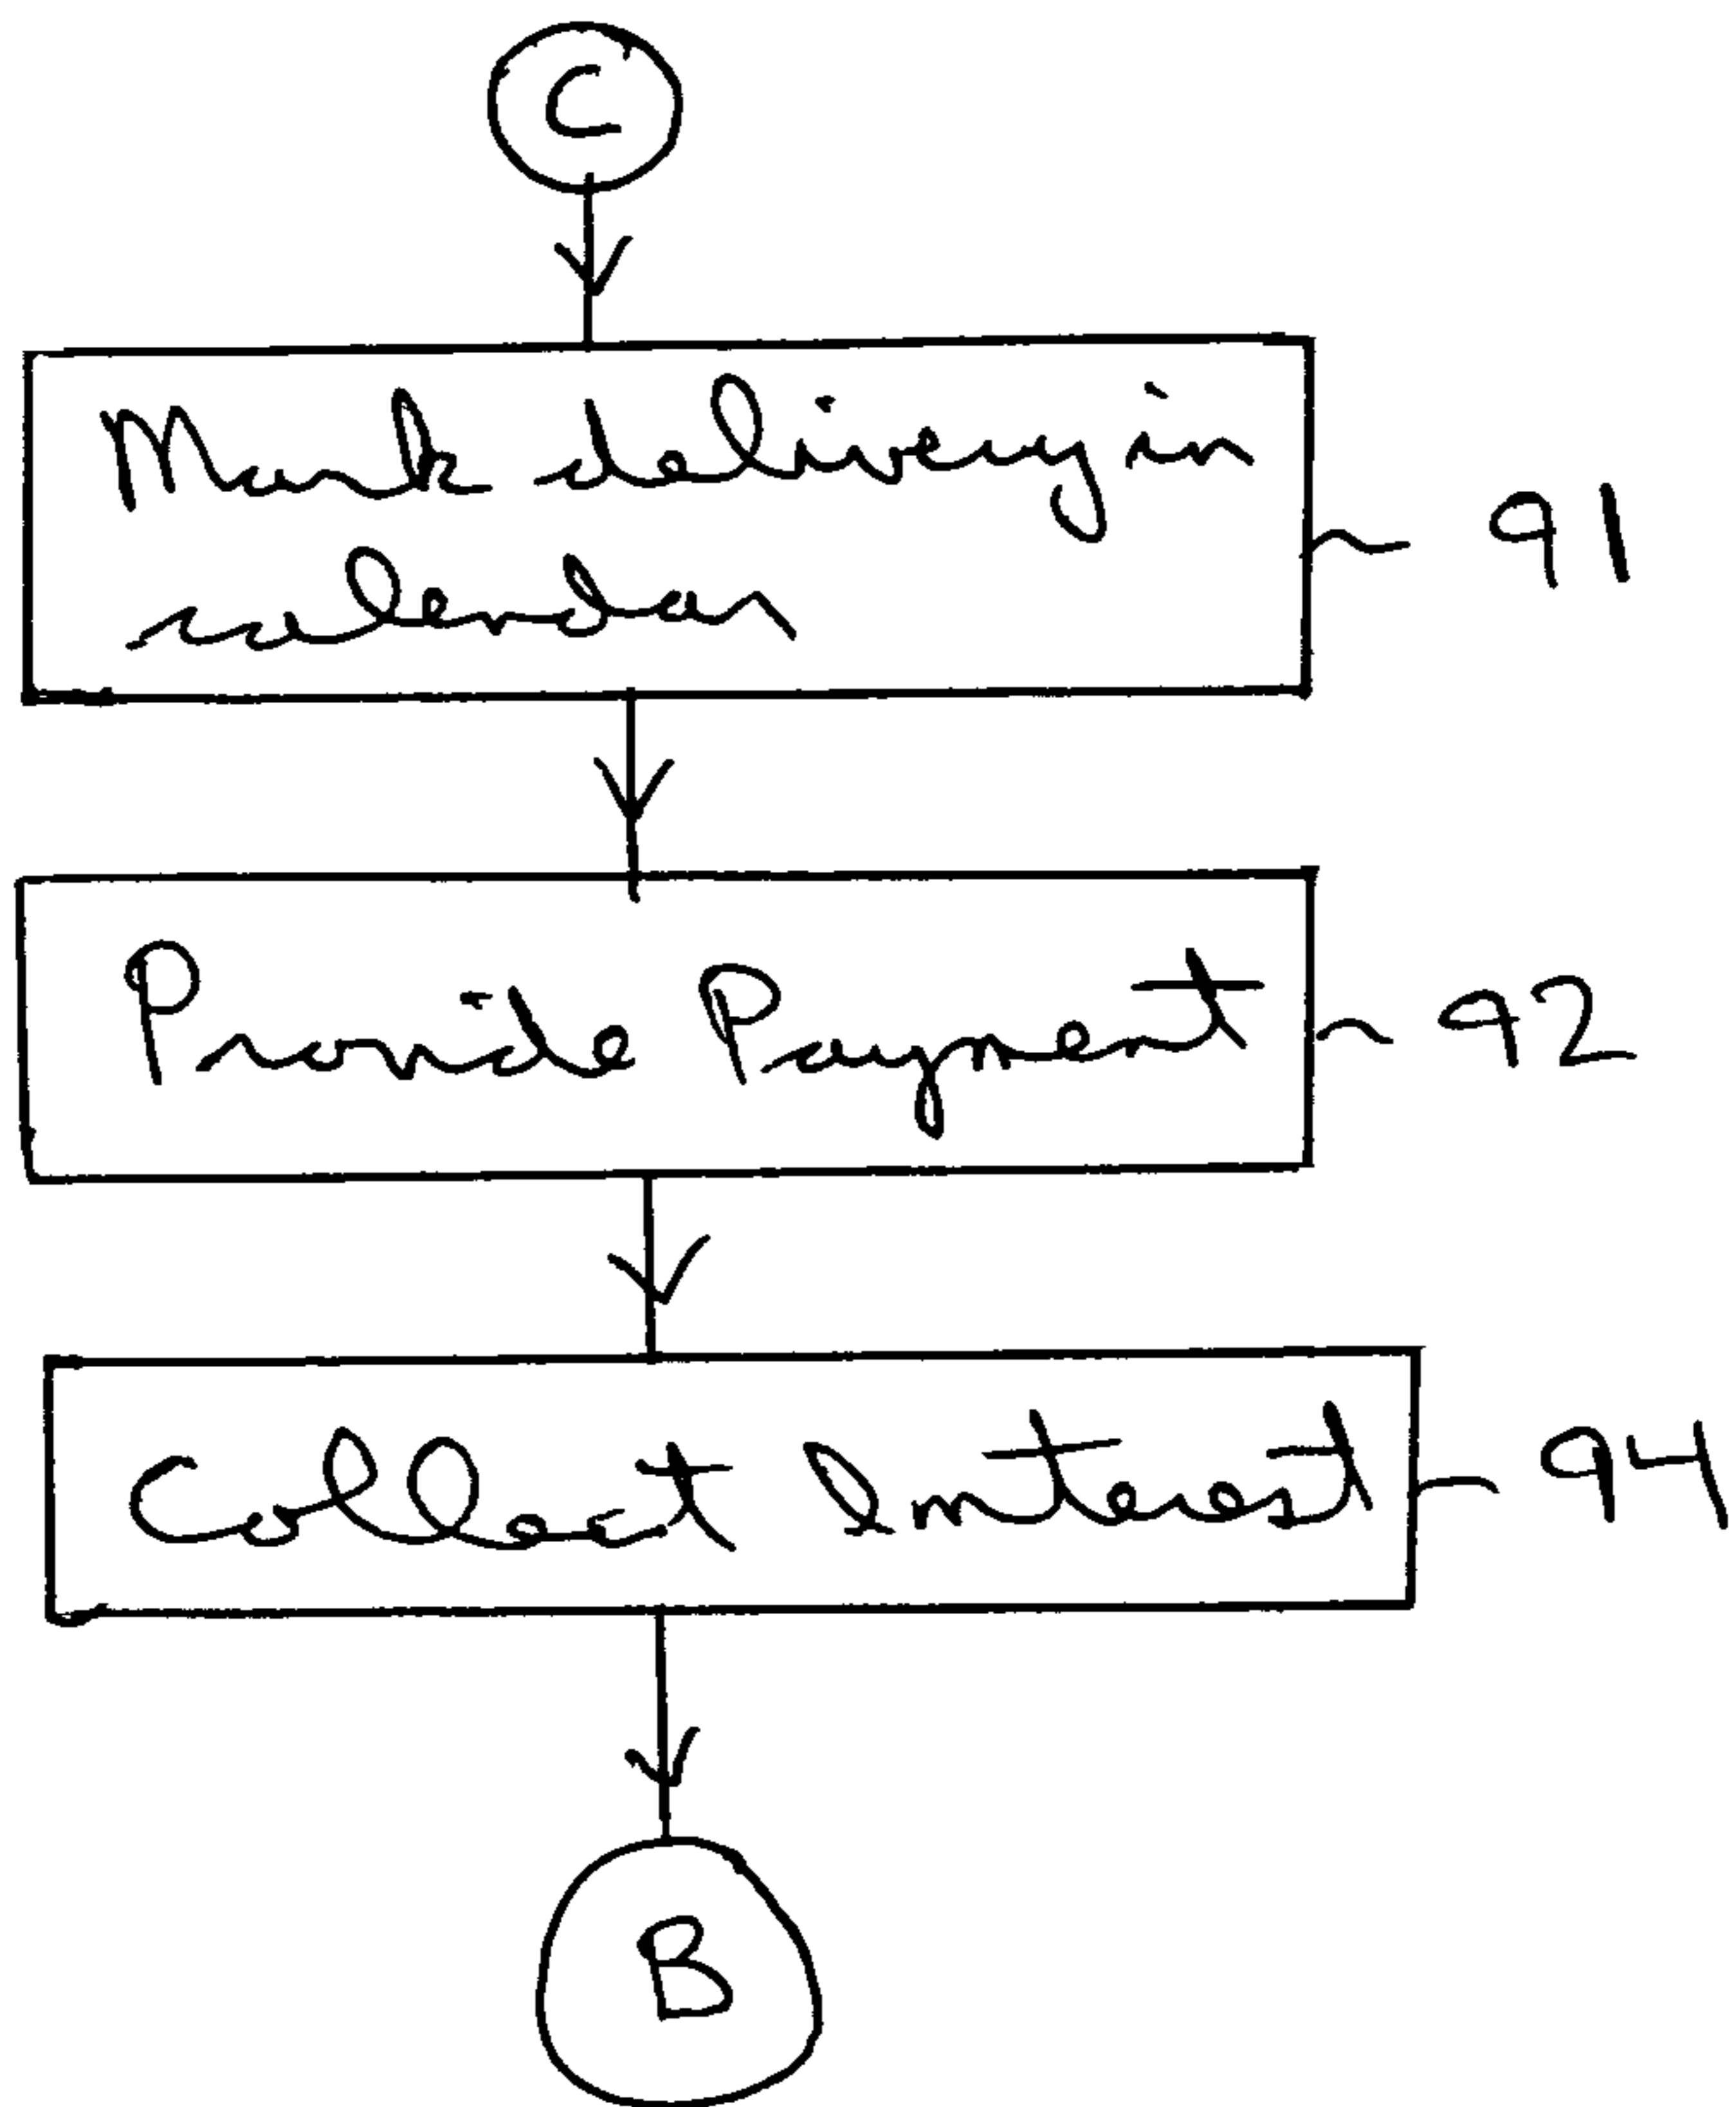 C
Mark delivery in
calendar
91
Provide Payment
92
Collect Interest
94
B